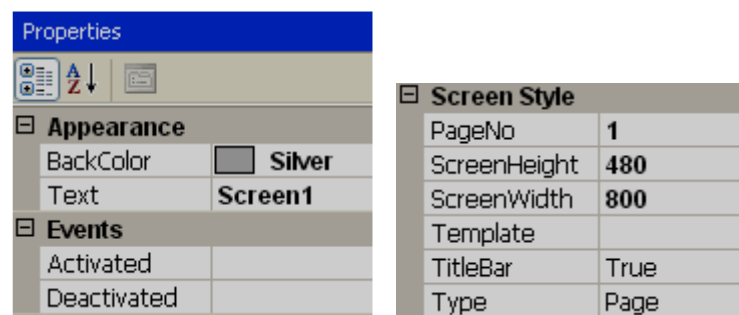 Properties
Appearance
BackColor Silver
Text Screen1
Events
Activated
Deactivated
Screen Style
PageNo 1
ScreenHeight 480
ScreenWidth 800
Template
TitleBar True
Type Page